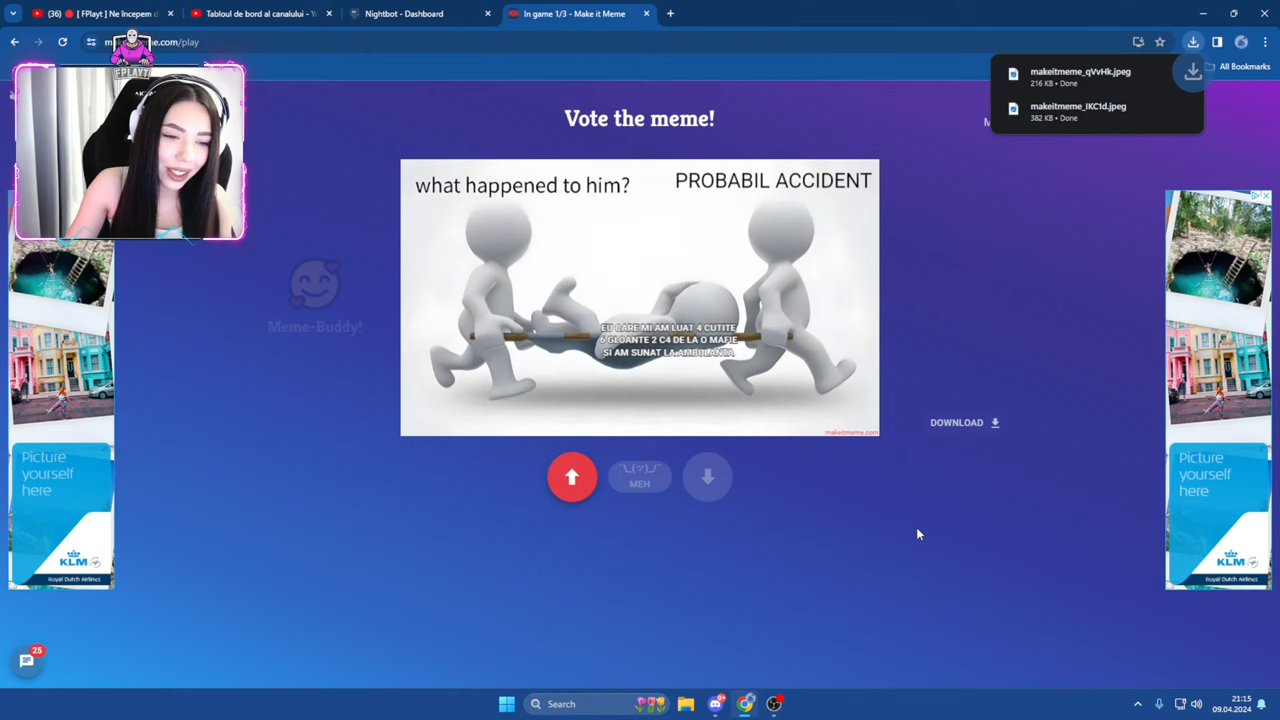 (36) [ FPlayt ] Ne Incepem d
Tabloul de bord al canalului - Y
Nightbot - Dashboard
In game 1/3 - Make it Meme
FPLAYT
All Bookmarks
makeitmeme_qVvHk.jpeg
216 KB • Done
makeitmeme_IKC1d.jpeg
382 KB • Done
Vote the meme!
what happened to him?
PROBABIL ACCIDENT
EU CARE MI AM LUAT 4 CUTITE
6 GLOANTE 2 C4 DE LA O MAFIE
SI AM SUNAT LA AMBULANTA
makeitmeme.com
Meme-Buddy!
DOWNLOAD
¯\_(ツ)_/¯
MEH
Picture
yourself
here
KLM
Royal Dutch Airlines
Picture
yourself
here
KLM
Royal Dutch Airlines
25
Search
21:15
09.04.2024